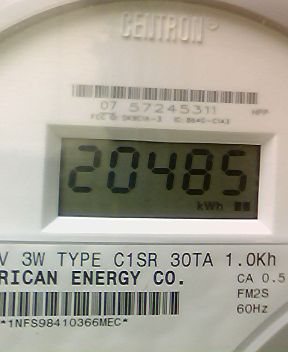 CENTRON®
07 57245311
HPP
20485
kWh
V 3W TYPE C1SR 30TA 1.0Kh
RICAN ENERGY CO.
CA 0.5
FM2S
60Hz
*1NFS98410366MEC*